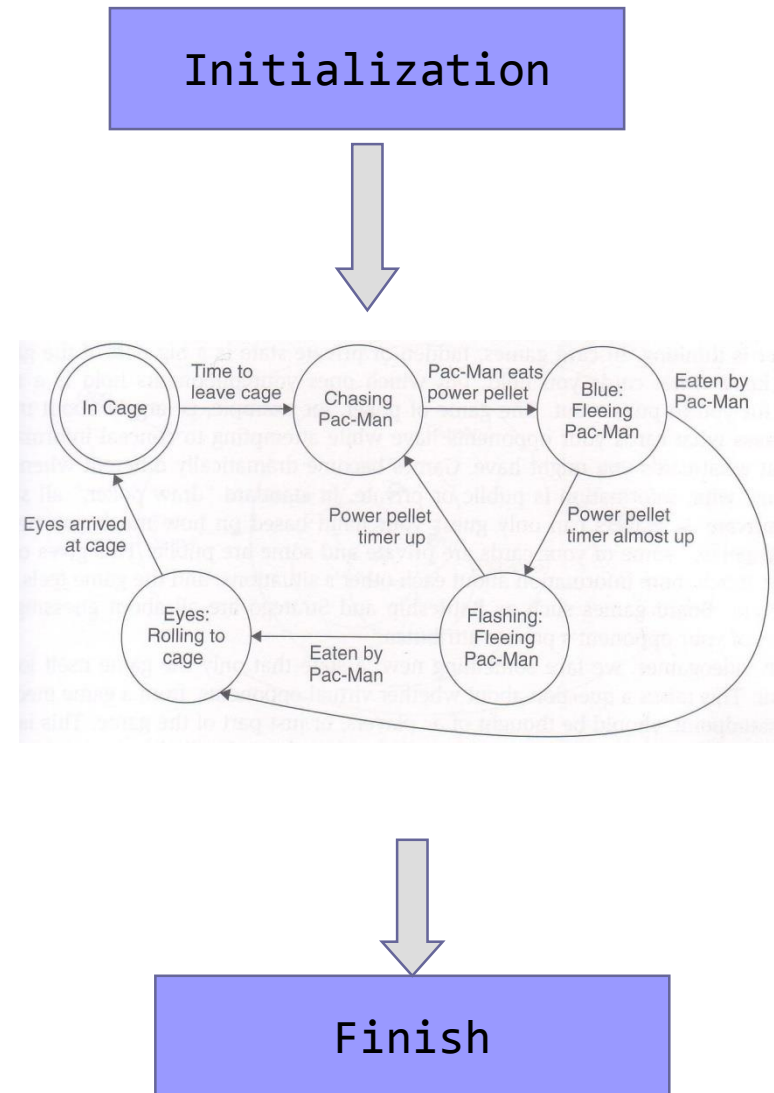 Initialization
In Cage
Time to
leave cage
Chasing
Pac-Man
Pac-Man eats
power pellet
Blue:
Fleeing
Pac-Man
Eaten by
Pac-Man
Eyes arrived
at cage
Power pellet
timer up
Power pellet
timer almost up
Eyes:
Rolling to
cage
Eaten by
Pac-Man
Flashing:
Fleeing
Pac-Man
Finish